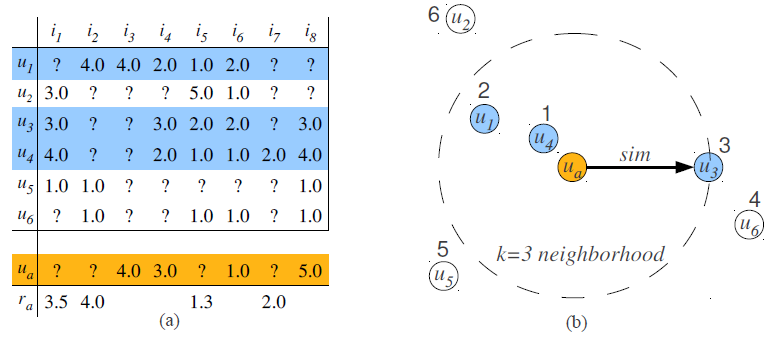 i1 i2 i3 i4 i5 i6 i7 i8
u1 ? 4.0 4.0 2.0 1.0 2.0 ? ?
u2 3.0 ? ? ? 5.0 1.0 ? ?
u3 3.0 ? ? 3.0 2.0 2.0 ? 3.0
u4 4.0 ? ? 2.0 1.0 1.0 2.0 4.0
u5 1.0 1.0 ? ? ? ? ? 1.0
u6 ? 1.0 ? ? 1.0 1.0 ? 1.0
ua ? ? 4.0 3.0 ? 1.0 ? 5.0
ra 3.5 4.0 1.3 2.0
(a)
6 u2
2
u1
1
u4
ua
sim
3
u3
4
u6
5
u5
k=3 neighborhood
(b)